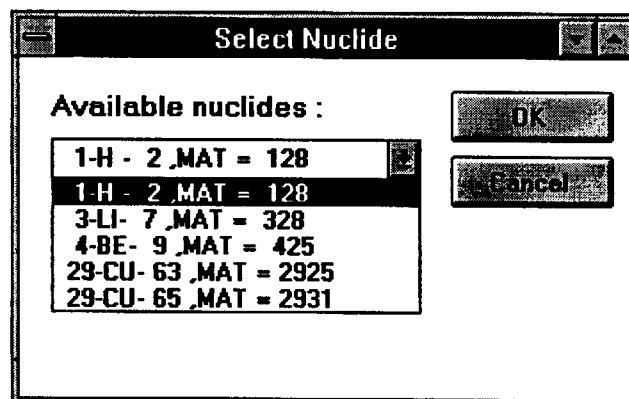 Select Nuclide
Available nuclides :
OK
1-H - 2 ,MAT = 128
Cancel
1-H - 2 ,MAT = 128
3-LI- 7 ,MAT = 328
4-BE- 9 ,MAT = 425
29-CU- 63 ,MAT = 2925
29-CU- 65 ,MAT = 2931